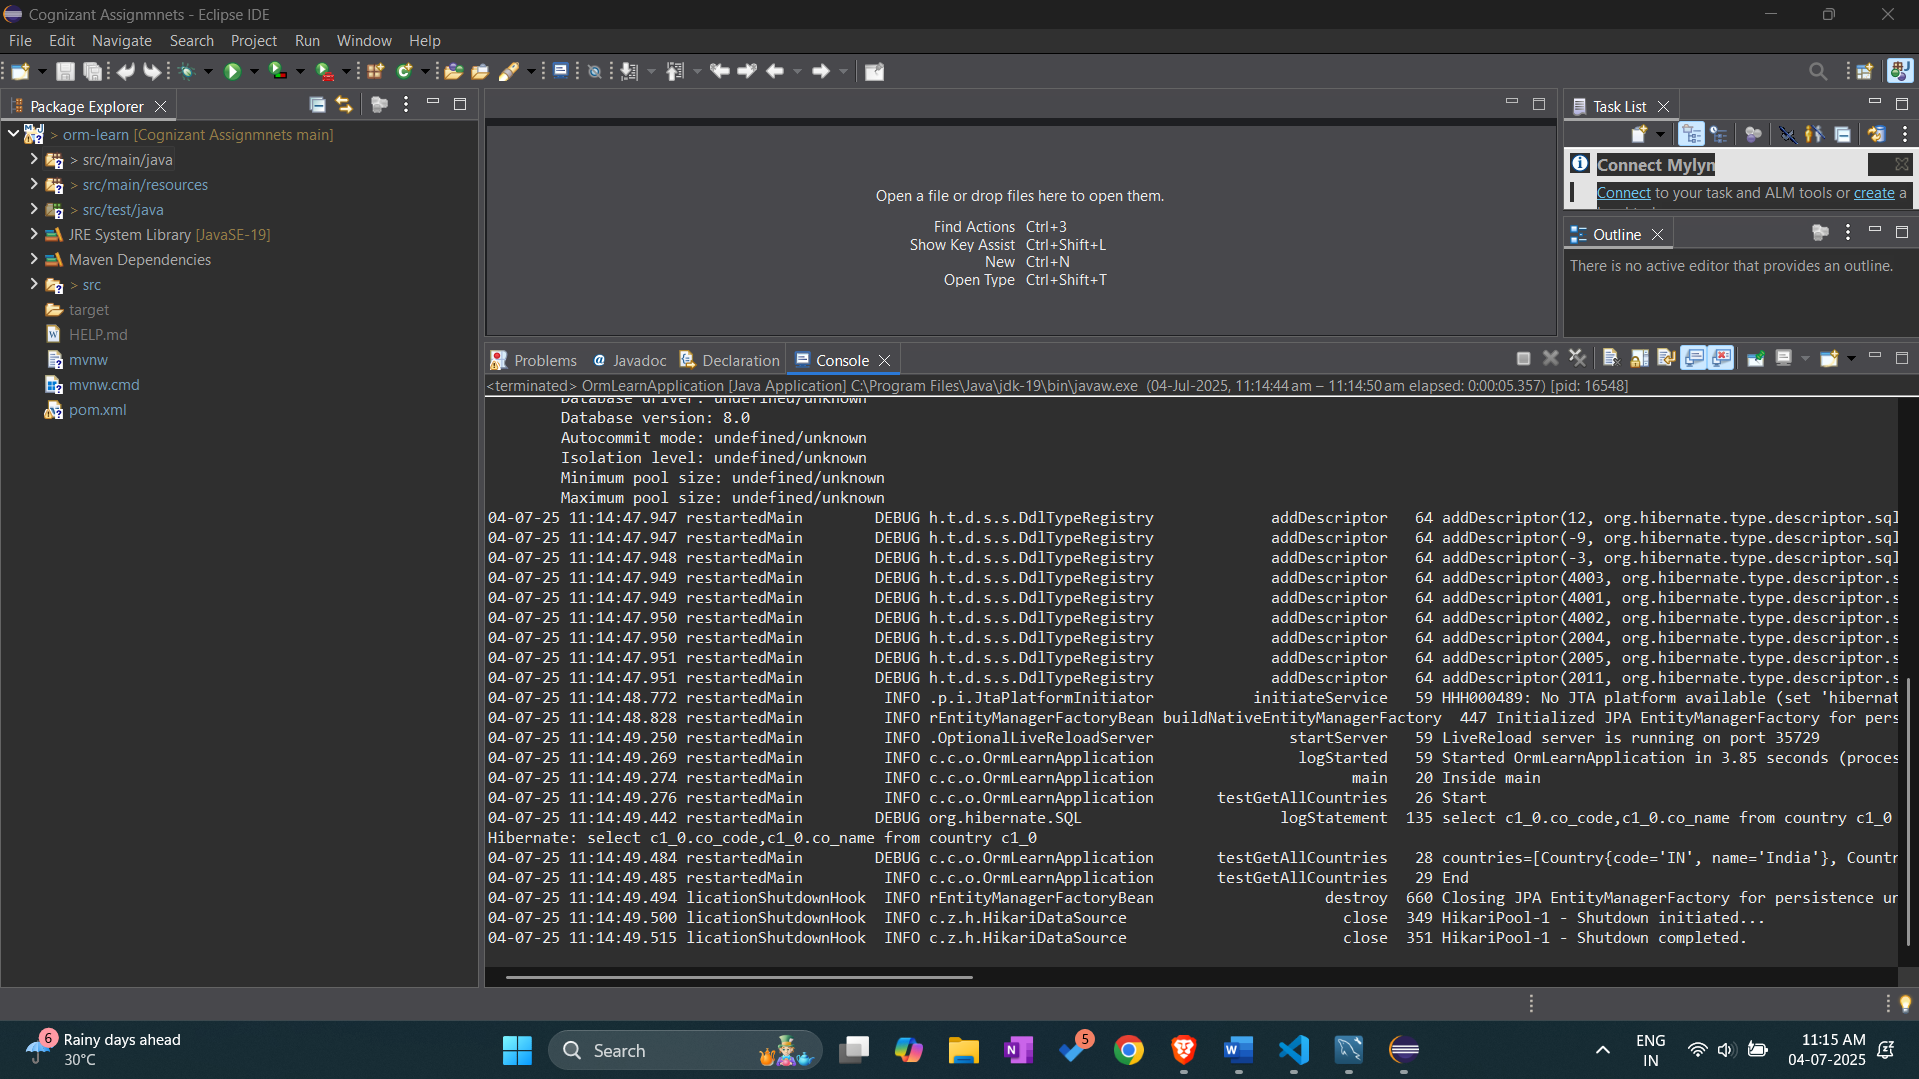 Cognizant Assignmnets - Eclipse IDE
File Edit Navigate Search Project Run Window Help
Package Explorer
> orm-learn [Cognizant Assignmnets main]
> src/main/java
> src/main/resources
> src/test/java
JRE System Library [JavaSE-19]
Maven Dependencies
> src
target
HELP.md
mvnw
mvnw.cmd
pom.xml
Open a file or drop files here to open them.
Find Actions Ctrl+3
Show Key Assist Ctrl+Shift+L
New Ctrl+N
Open Type Ctrl+Shift+T
Task List
Connect Mylyn
Connect to your task and ALM tools or create a
Outline
There is no active editor that provides an outline.
Problems Javadoc Declaration Console
<terminated> OrmLearnApplication [Java Application] C:\Program Files\Java\jdk-19\bin\javaw.exe (04-Jul-2025, 11:14:44 am – 11:14:50 am elapsed: 0:00:05.357) [pid: 16548]
Database driver: undefined/unknown
Database version: 8.0
Autocommit mode: undefined/unknown
Isolation level: undefined/unknown
Minimum pool size: undefined/unknown
Maximum pool size: undefined/unknown
04-07-25 11:14:47.947 restartedMain DEBUG h.t.d.s.s.DdlTypeRegistry addDescriptor 64 addDescriptor(12, org.hibernate.type.descriptor.sql
04-07-25 11:14:47.947 restartedMain DEBUG h.t.d.s.s.DdlTypeRegistry addDescriptor 64 addDescriptor(-9, org.hibernate.type.descriptor.sql
04-07-25 11:14:47.948 restartedMain DEBUG h.t.d.s.s.DdlTypeRegistry addDescriptor 64 addDescriptor(-3, org.hibernate.type.descriptor.sql
04-07-25 11:14:47.949 restartedMain DEBUG h.t.d.s.s.DdlTypeRegistry addDescriptor 64 addDescriptor(4003, org.hibernate.type.descriptor.s
04-07-25 11:14:47.949 restartedMain DEBUG h.t.d.s.s.DdlTypeRegistry addDescriptor 64 addDescriptor(4001, org.hibernate.type.descriptor.s
04-07-25 11:14:47.950 restartedMain DEBUG h.t.d.s.s.DdlTypeRegistry addDescriptor 64 addDescriptor(4002, org.hibernate.type.descriptor.s
04-07-25 11:14:47.950 restartedMain DEBUG h.t.d.s.s.DdlTypeRegistry addDescriptor 64 addDescriptor(2004, org.hibernate.type.descriptor.s
04-07-25 11:14:47.951 restartedMain DEBUG h.t.d.s.s.DdlTypeRegistry addDescriptor 64 addDescriptor(2005, org.hibernate.type.descriptor.s
04-07-25 11:14:47.951 restartedMain DEBUG h.t.d.s.s.DdlTypeRegistry addDescriptor 64 addDescriptor(2011, org.hibernate.type.descriptor.s
04-07-25 11:14:48.772 restartedMain INFO .p.i.JtaPlatformInitiator initiateService 59 HHH000489: No JTA platform available (set 'hibernat
04-07-25 11:14:48.828 restartedMain INFO rEntityManagerFactoryBean buildNativeEntityManagerFactory 447 Initialized JPA EntityManagerFactory for pers
04-07-25 11:14:49.250 restartedMain INFO .OptionalLiveReloadServer startServer 59 LiveReload server is running on port 35729
04-07-25 11:14:49.269 restartedMain INFO c.c.o.OrmLearnApplication logStarted 59 Started OrmLearnApplication in 3.85 seconds (proces
04-07-25 11:14:49.274 restartedMain INFO c.c.o.OrmLearnApplication main 20 Inside main
04-07-25 11:14:49.276 restartedMain INFO c.c.o.OrmLearnApplication testGetAllCountries 26 Start
04-07-25 11:14:49.442 restartedMain DEBUG org.hibernate.SQL logStatement 135 select c1_0.co_code,c1_0.co_name from country c1_0
Hibernate: select c1_0.co_code,c1_0.co_name from country c1_0
04-07-25 11:14:49.484 restartedMain DEBUG c.c.o.OrmLearnApplication testGetAllCountries 28 countries=[Country{code='IN', name='India'}, Countr
04-07-25 11:14:49.485 restartedMain INFO c.c.o.OrmLearnApplication testGetAllCountries 29 End
04-07-25 11:14:49.494 licationShutdownHook INFO rEntityManagerFactoryBean destroy 660 Closing JPA EntityManagerFactory for persistence un
04-07-25 11:14:49.500 licationShutdownHook INFO c.z.h.HikariDataSource close 349 HikariPool-1 - Shutdown initiated...
04-07-25 11:14:49.515 licationShutdownHook INFO c.z.h.HikariDataSource close 351 HikariPool-1 - Shutdown completed.
6
Rainy days ahead
30°C
Search
5
ENG
IN
11:15 AM
04-07-2025